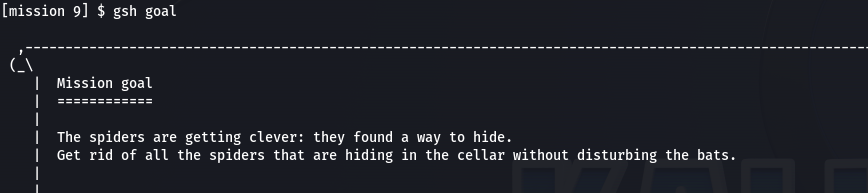 [mission 9] $ gsh goal
Mission goal
============
The spiders are getting clever: they found a way to hide.
Get rid of all the spiders that are hiding in the cellar without disturbing the bats.